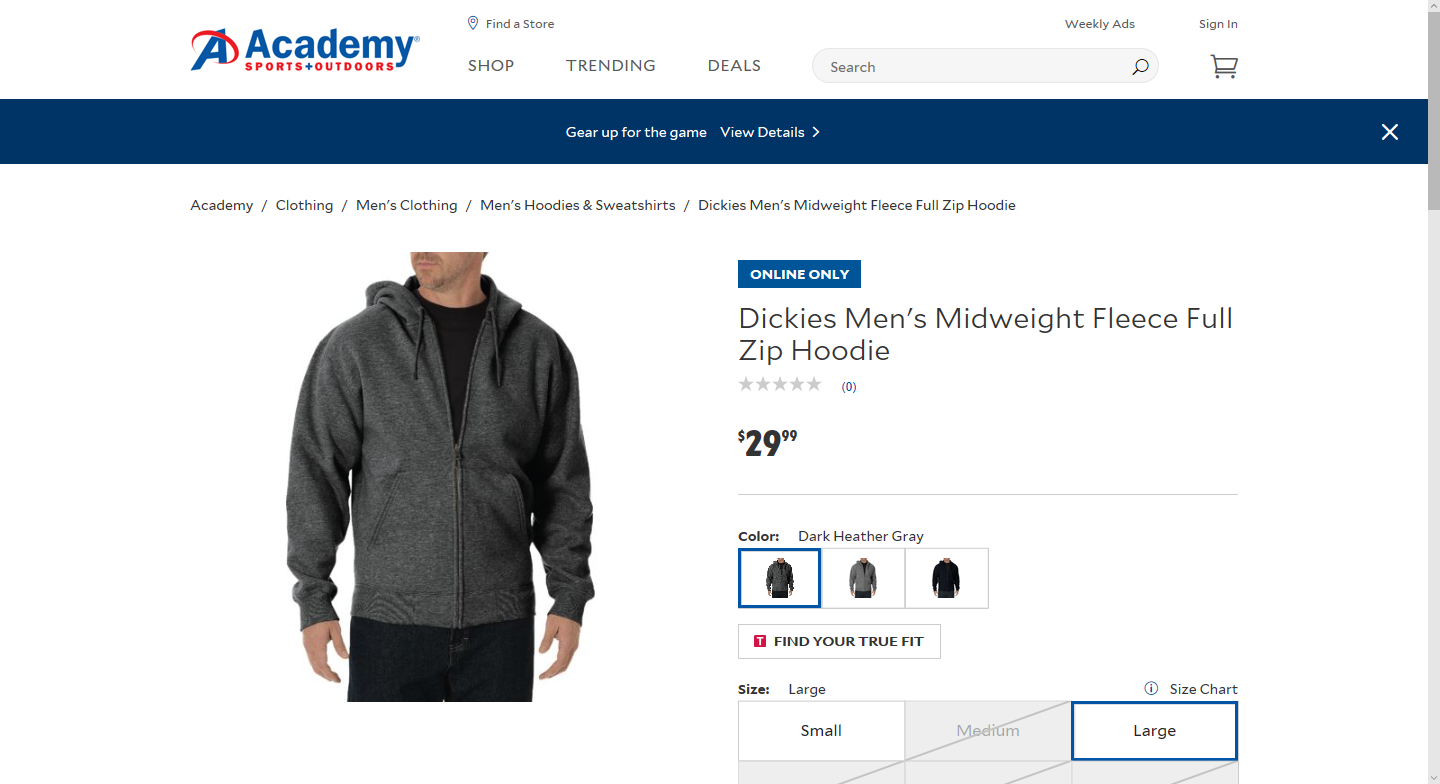 Find a Store
Weekly Ads
Sign In
Academy
SPORTS+OUTDOORS
SHOP
TRENDING
DEALS
Search
Gear up for the game View Details
Academy / Clothing / Men's Clothing / Men's Hoodies & Sweatshirts / Dickies Men's Midweight Fleece Full Zip Hoodie
ONLINE ONLY
Dickies Men's Midweight Fleece Full
Zip Hoodie
(0)
$29.99
Color: Dark Heather Gray
T FIND YOUR TRUE FIT
Size: Large
Size Chart
Small
Medium
Large